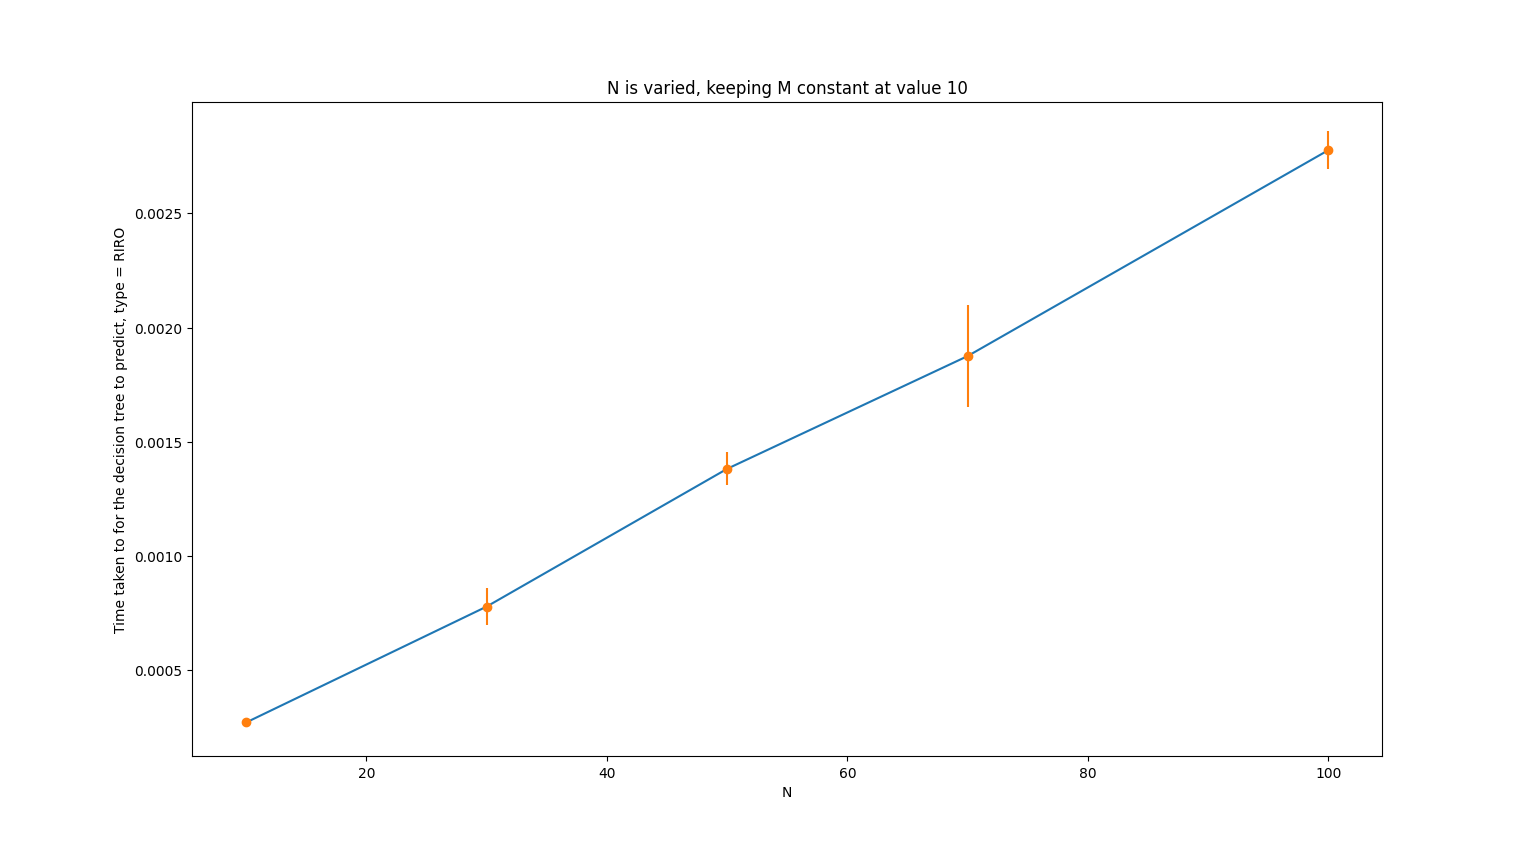 N is varied, keeping M constant at value 10
Time taken to for the decision tree to predict, type = RIRO
0.0025
0.0020
0.0015
0.0010
0.0005
20 40 60 80 100
N